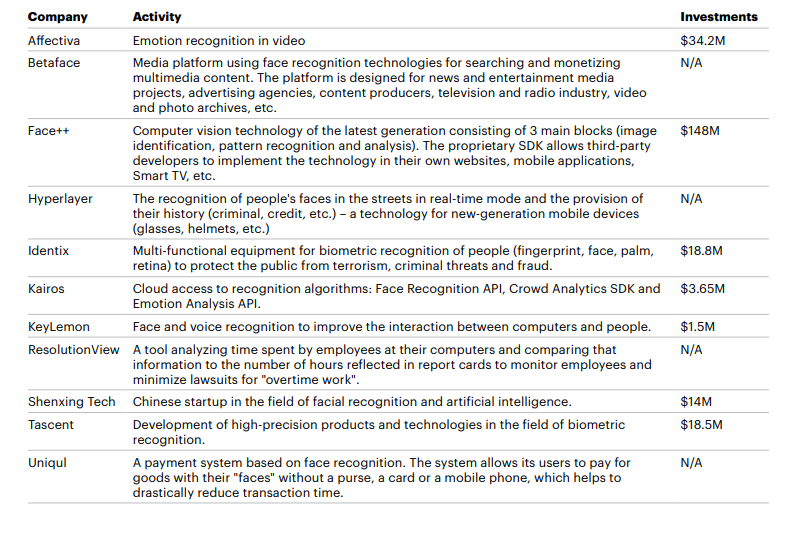 Company Activity Investments
Affectiva Emotion recognition in video $34.2M
Betaface Media platform using face recognition technologies for searching and monetizing N/A
multimedia content. The platform is designed for news and entertainment media
projects, advertising agencies, content producers, television and radio industry, video
and photo archives, etc.
Face++ Computer vision technology of the latest generation consisting of 3 main blocks (image $148M
identification, pattern recognition and analysis). The proprietary SDK allows third-party
developers to implement the technology in their own websites, mobile applications,
Smart TV, etc.
Hyperlayer The recognition of people's faces in the streets in real-time mode and the provision of N/A
their history (criminal, credit, etc.) – a technology for new-generation mobile devices
(glasses, helmets, etc.)
Identix Multi-functional equipment for biometric recognition of people (fingerprint, face, palm, $18.8M
retina) to protect the public from terrorism, criminal threats and fraud.
Kairos Cloud access to recognition algorithms: Face Recognition API, Crowd Analytics SDK and $3.65M
Emotion Analysis API.
KeyLemon Face and voice recognition to improve the interaction between computers and people. $1.5M
ResolutionView A tool analyzing time spent by employees at their computers and comparing that N/A
information to the number of hours reflected in report cards to monitor employees and
minimize lawsuits for "overtime work".
Shenxing Tech Chinese startup in the field of facial recognition and artificial intelligence. $14M
Tascent Development of high-precision products and technologies in the field of biometric $18.5M
recognition.
Uniqul A payment system based on face recognition. The system allows its users to pay for N/A
goods with their "faces" without a purse, a card or a mobile phone, which helps to
drastically reduce transaction time.